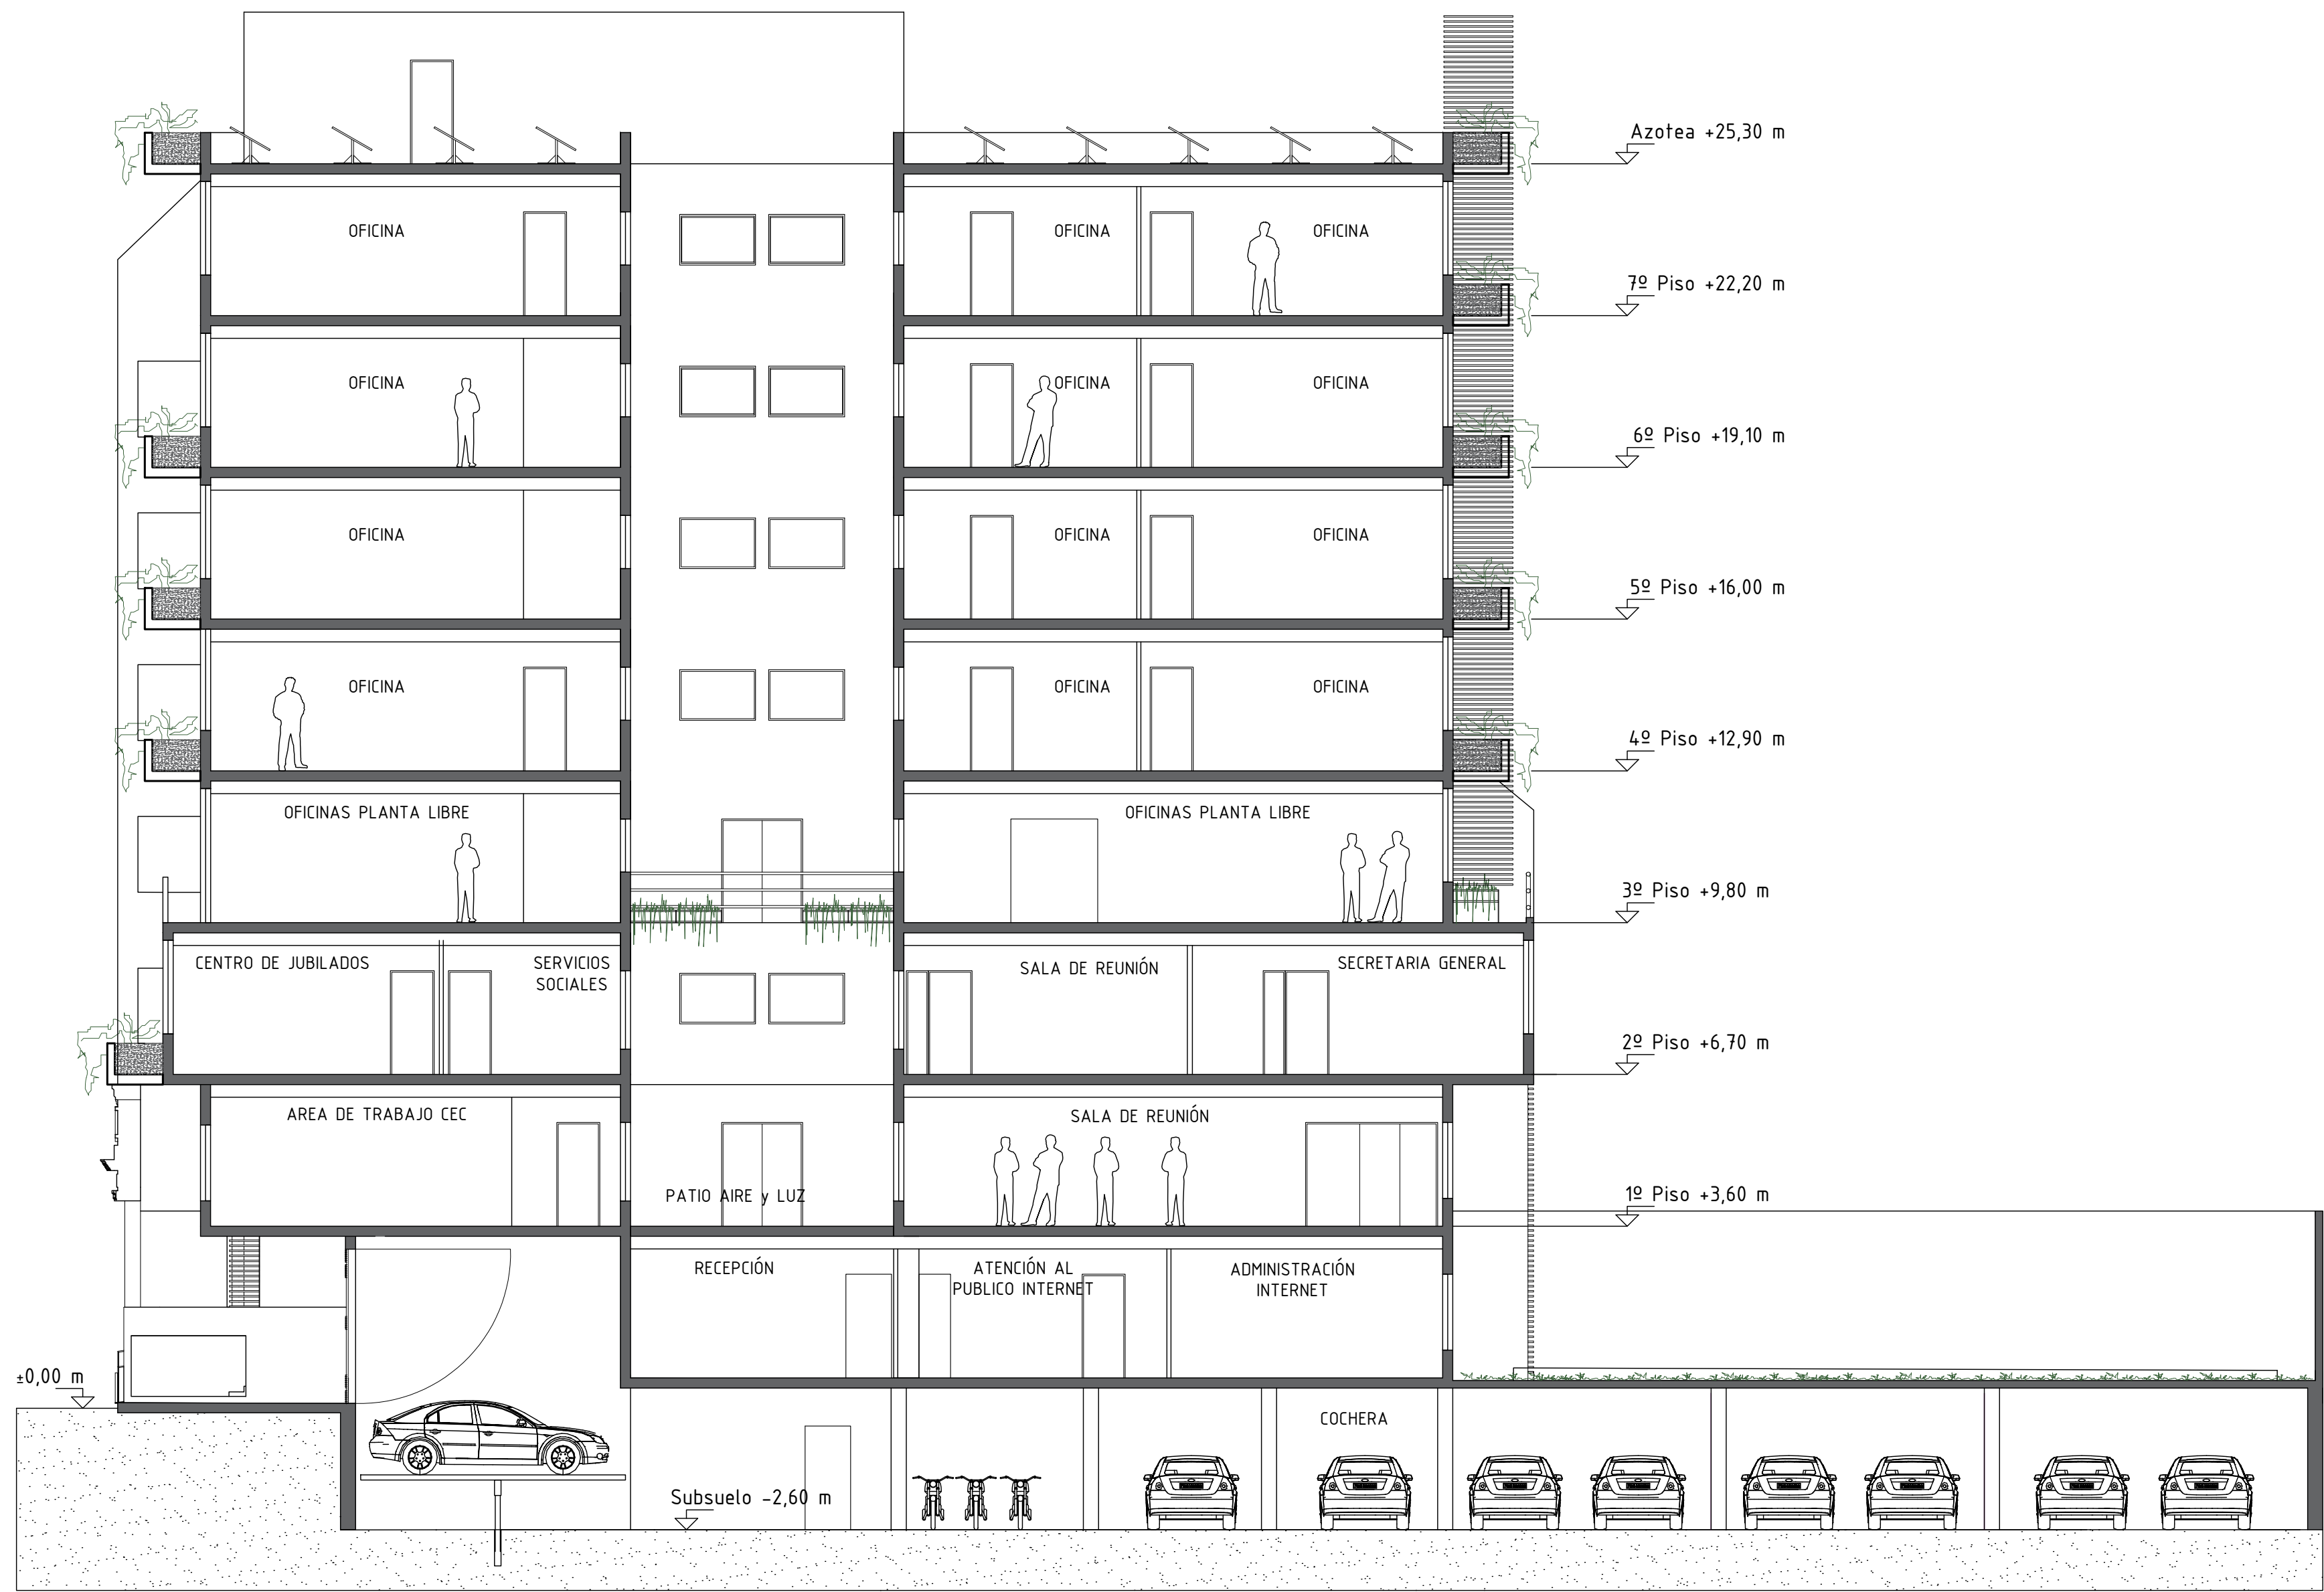 Azotea +25,30 m
OFICINA
OFICINA
OFICINA
7º Piso +22,20 m
OFICINA
OFICINA
OFICINA
6º Piso +19,10 m
OFICINA
OFICINA
OFICINA
5º Piso +16,00 m
OFICINA
OFICINA
OFICINA
4º Piso +12,90 m
OFICINAS PLANTA LIBRE
OFICINAS PLANTA LIBRE
3º Piso +9,80 m
CENTRO DE JUBILADOS
SERVICIOS
SOCIALES
SALA DE REUNIÓN
SECRETARIA GENERAL
2º Piso +6,70 m
AREA DE TRABAJO CEC
SALA DE REUNIÓN
PATIO AIRE y LUZ
1º Piso +3,60 m
RECEPCIÓN
ATENCIÓN AL
PUBLICO INTERNET
ADMINISTRACIÓN
INTERNET
±0,00 m
COCHERA
Subsuelo -2,60 m